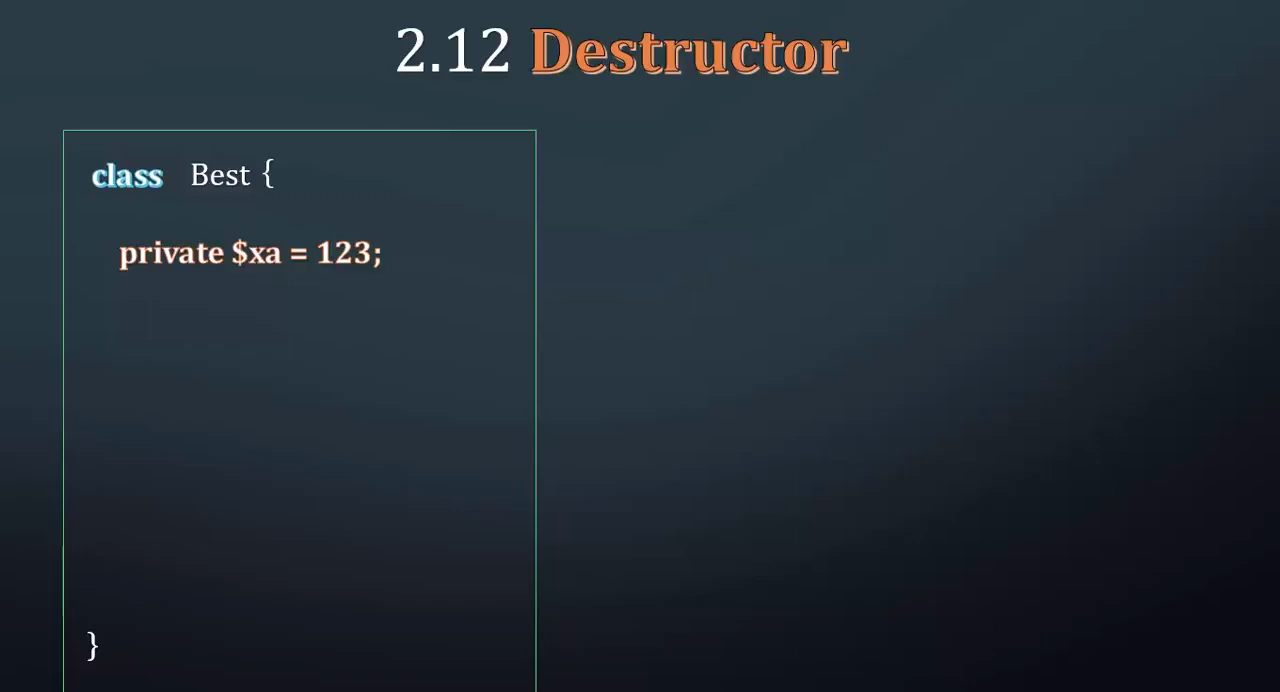 2.12 Destructor
class Best {
private $xa = 123;
}